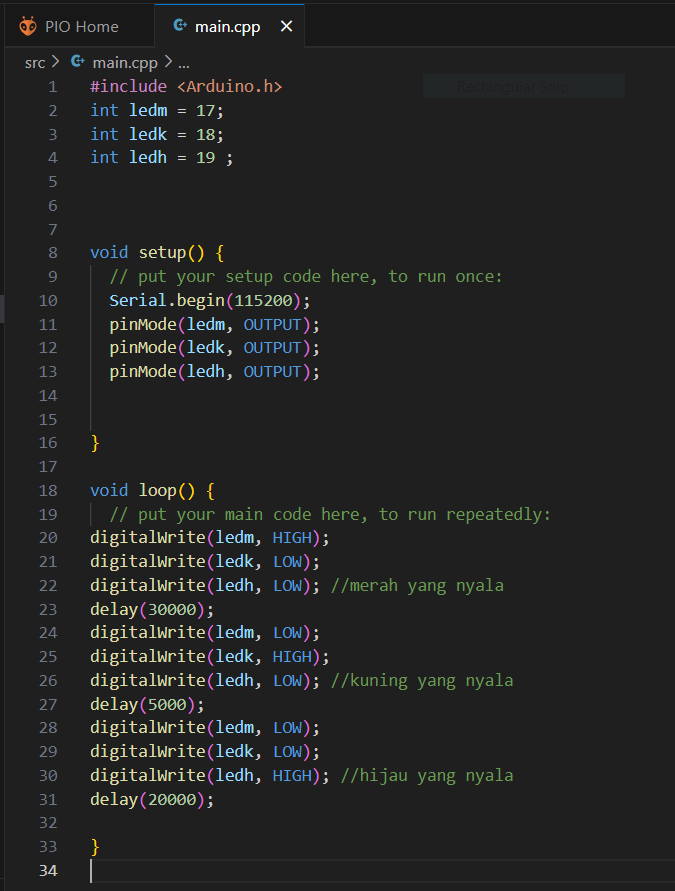 PIO Home
main.cpp
src > main.cpp > ...
1 #include <Arduino.h>
2 int ledm = 17;
3 int ledk = 18;
4 int ledh = 19 ;
5
6
7
8 void setup() {
9   // put your setup code here, to run once:
10   Serial.begin(115200);
11   pinMode(ledm, OUTPUT);
12   pinMode(ledk, OUTPUT);
13   pinMode(ledh, OUTPUT);
14
15
16 }
17
18 void loop() {
19   // put your main code here, to run repeatedly:
20 digitalWrite(ledm, HIGH);
21 digitalWrite(ledk, LOW);
22 digitalWrite(ledh, LOW); //merah yang nyala
23 delay(30000);
24 digitalWrite(ledm, LOW);
25 digitalWrite(ledk, HIGH);
26 digitalWrite(ledh, LOW); //kuning yang nyala
27 delay(5000);
28 digitalWrite(ledm, LOW);
29 digitalWrite(ledk, LOW);
30 digitalWrite(ledh, HIGH); //hijau yang nyala
31 delay(20000);
32
33 }
34
Rectangular Snip